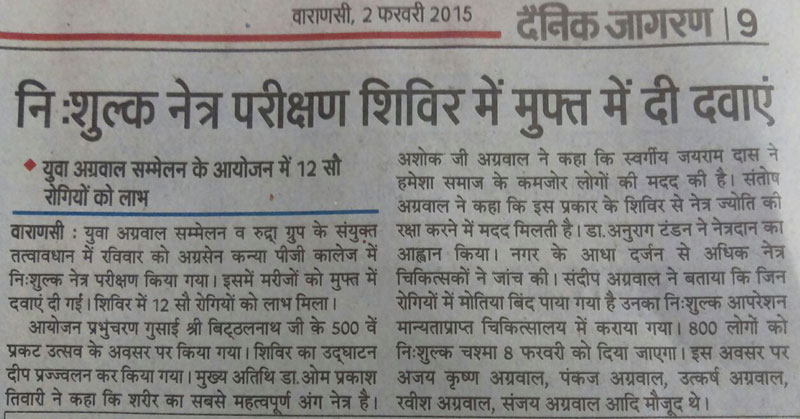 वाराणसी, 2 फरवरी 2015 दैनिक जागरण | 9
नि:शुल्क नेत्र परीक्षण शिविर में मुफ्त में दी दवाएं
युवा अग्रवाल सम्मेलन के आयोजन में 12 सौ
रोगियों को लाभ
वाराणसी : युवा अग्रवाल सम्मेलन व रुद्रा ग्रुप के संयुक्त
तत्वावधान में रविवार को अग्रसेन कन्या पीजी कालेज में
नि:शुल्क नेत्र परीक्षण किया गया। इसमें मरीजों को मुफ्त में
दवाएं दी गईं। शिविर में 12 सौ रोगियों को लाभ मिला।
आयोजन प्रभुंचरण गुसाई श्री बिट्ठलनाथ जी के 500 वें
प्रकट उत्सव के अवसर पर किया गया। शिविर का उद्घाटन
दीप प्रज्ज्वलन कर किया गया। मुख्य अतिथि डा.ओम प्रकाश
तिवारी ने कहा कि शरीर का सबसे महत्वपूर्ण अंग नेत्र है।
अशोक जी अग्रवाल ने कहा कि स्वर्गीय जयराम दास ने
हमेशा समाज के कमजोर लोगों की मदद की है। संतोष
अग्रवाल ने कहा कि इस प्रकार के शिविर से नेत्र ज्योति की
रक्षा करने में मदद मिलती है। डा.अनुराग टंडन ने नेत्रदान का
आह्वान किया। नगर के आधा दर्जन से अधिक नेत्र
चिकित्सकों ने जांच की। संदीप अग्रवाल ने बताया कि जिन
रोगियों में मोतिया बिंद पाया गया है उनका नि:शुल्क आपरेशन
मान्यताप्राप्त चिकित्सालय में कराया गया। 800 लोगों को
नि:शुल्क चश्मा 8 फरवरी को दिया जाएगा। इस अवसर पर
अजय कृष्ण अग्रवाल, पंकज अग्रवाल, उत्कर्ष अग्रवाल,
रवीश अग्रवाल, संजय अग्रवाल आदि मौजूद थे।